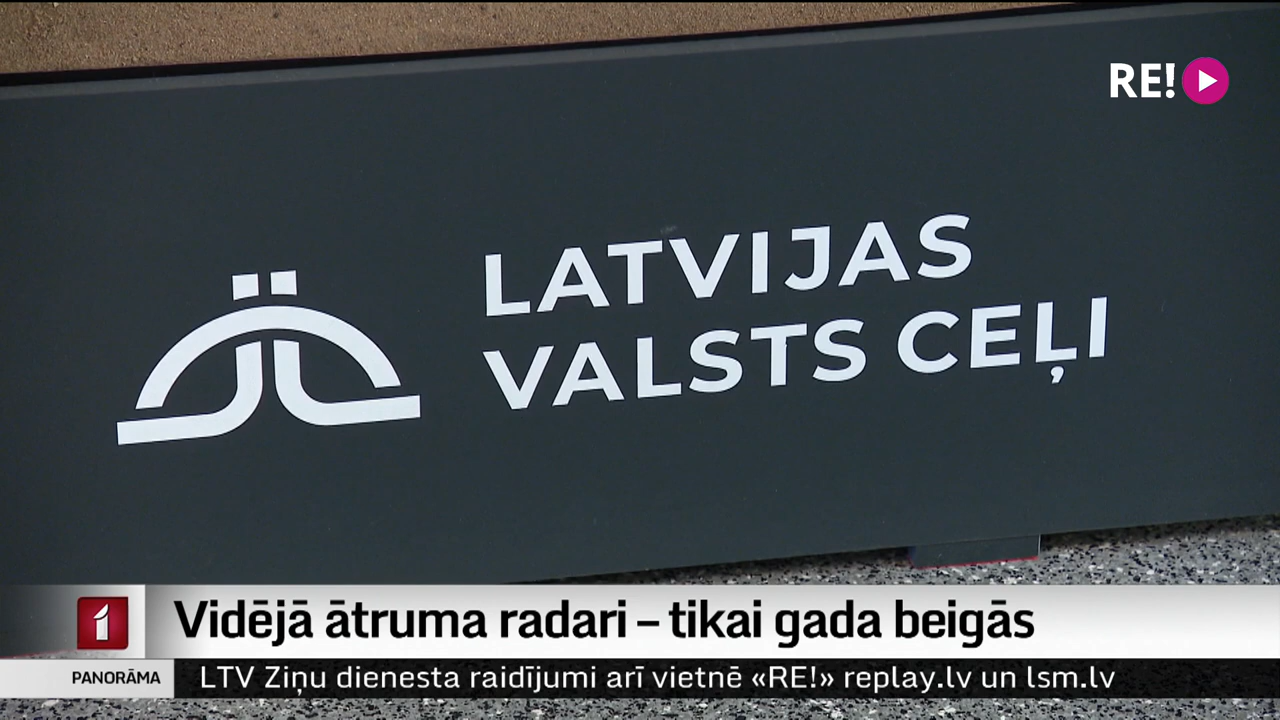 RE!
LATVIJAS
VALSTS CEĻI
1
Vidējā ātruma radari – tikai gada beigās
PANORĀMA
LTV Ziņu dienesta raidījumi arī vietnē «RE!» replay.lv un lsm.lv